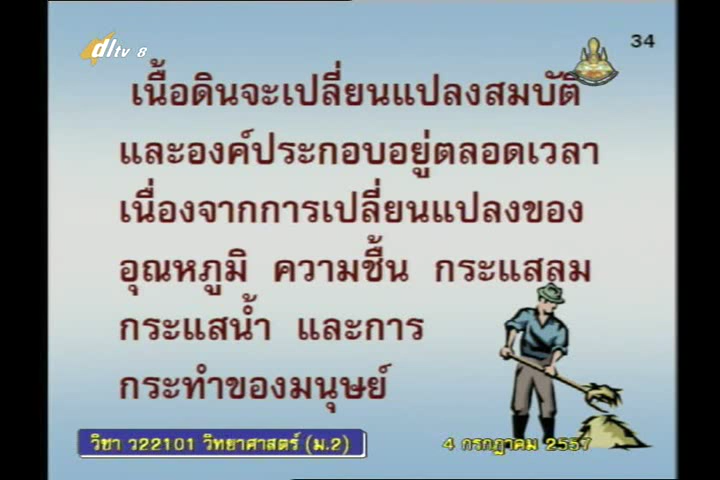 dltv 8
34
เนื้อดินจะเปลี่ยนแปลงสมบัติ
และองค์ประกอบอยู่ตลอดเวลา
เนื่องจากการเปลี่ยนแปลงของ
อุณหภูมิ ความชื้น กระแสลม
กระแสน้ำ และการ
กระทำของมนุษย์
วิชา ว22101 วิทยาศาสตร์ (ม.2)
4 กรกฎาคม 2557